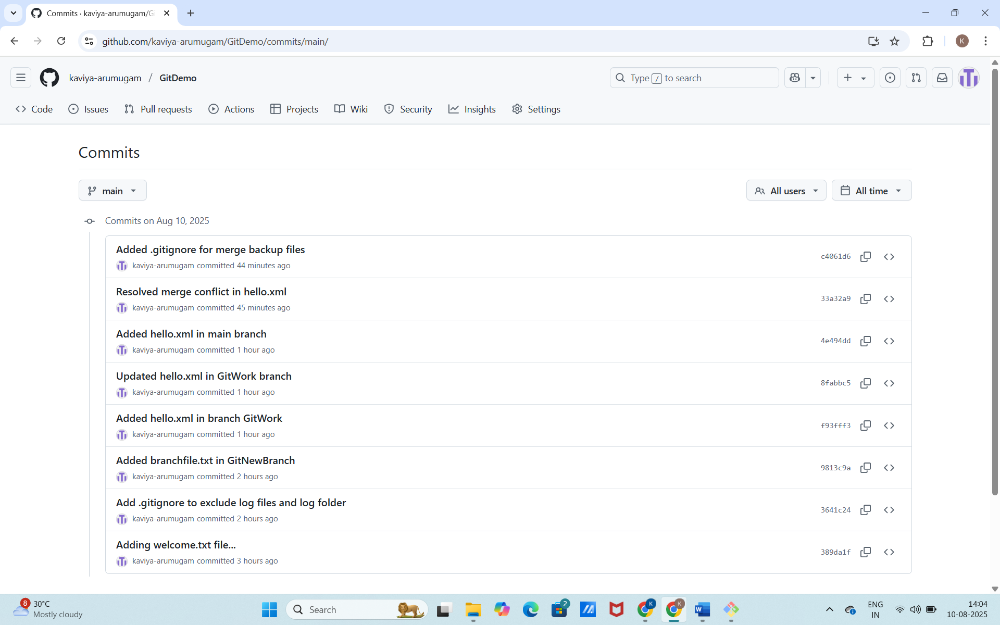 Commits · kaviya-arumugam/Gi
github.com/kaviya-arumugam/GitDemo/commits/main/
K
kaviya-arumugam / GitDemo
Type / to search
Code Issues Pull requests Actions Projects Wiki Security Insights Settings
Commits
main
All users
All time
Commits on Aug 10, 2025
Added .gitignore for merge backup files
kaviya-arumugam committed 44 minutes ago
c4061d6
Resolved merge conflict in hello.xml
kaviya-arumugam committed 45 minutes ago
33a32a9
Added hello.xml in main branch
kaviya-arumugam committed 1 hour ago
4e494dd
Updated hello.xml in GitWork branch
kaviya-arumugam committed 1 hour ago
8fabbc5
Added hello.xml in branch GitWork
kaviya-arumugam committed 1 hour ago
f93fff3
Added branchfile.txt in GitNewBranch
kaviya-arumugam committed 2 hours ago
9813c9a
Add .gitignore to exclude log files and log folder
kaviya-arumugam committed 2 hours ago
3641c24
Adding welcome.txt file...
kaviya-arumugam committed 3 hours ago
389da1f
8
30°C
Mostly cloudy
Search
2
K
K
W
ENG
IN
14:04
10-08-2025